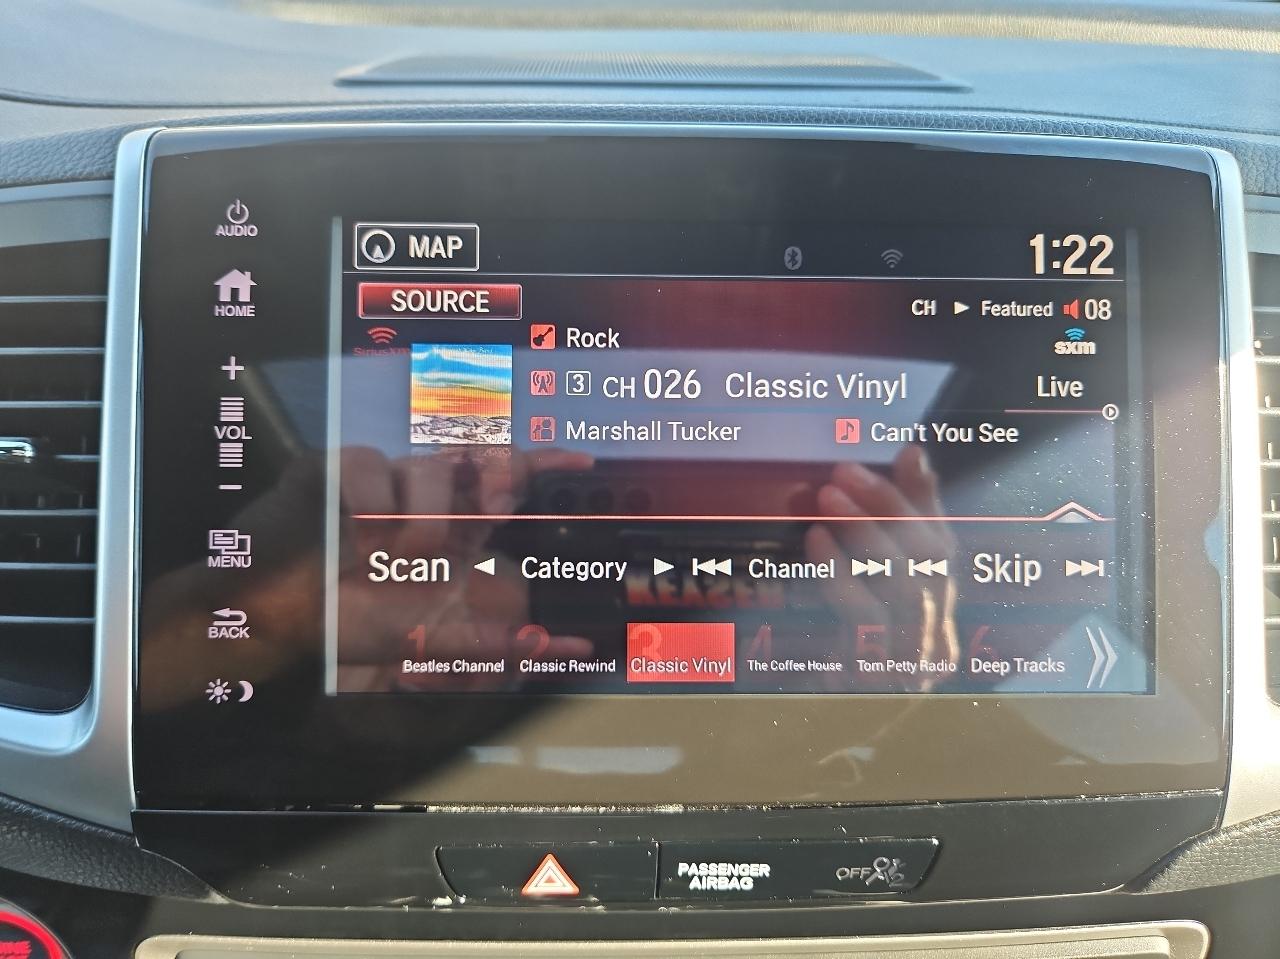 AUDIO
MAP
1:22
HOME
SOURCE
CH ► Featured 08
SiriusXM
Rock
sxm
3 CH 026 Classic Vinyl
Live
+
VOL
−
Marshall Tucker
Can't You See
MENU
Scan ◄ Category ► Channel Skip
BACK
1 2 3 4 5 6
Beatles Channel Classic Rewind Classic Vinyl The Coffee House Tom Petty Radio Deep Tracks
PASSENGER
AIRBAG
OFF